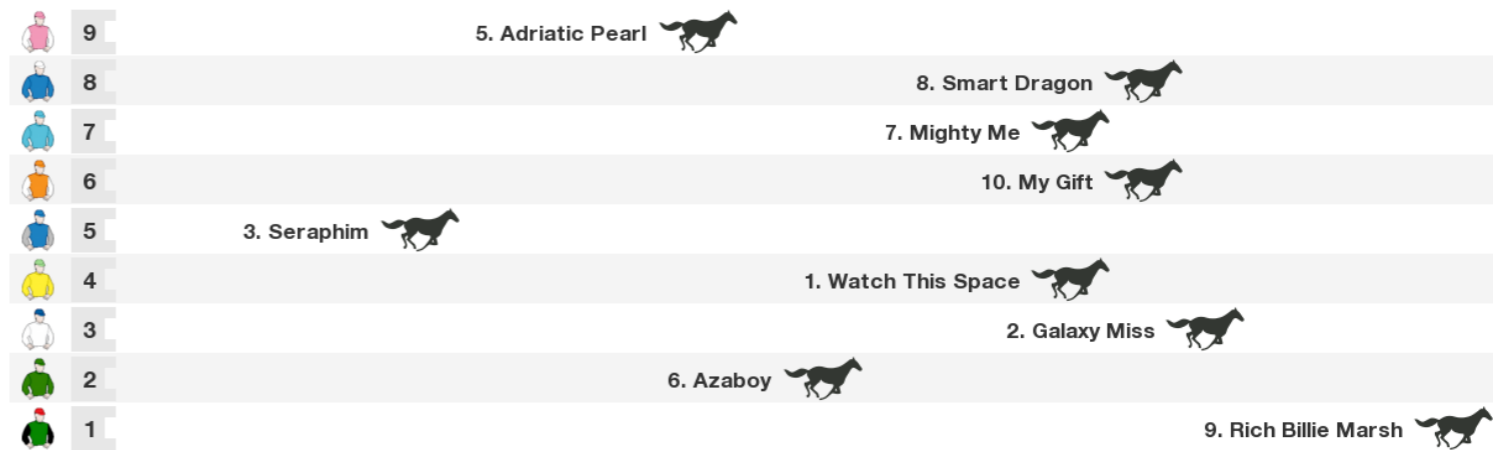 9 5. Adriatic Pearl
8 8. Smart Dragon
7 7. Mighty Me
6 10. My Gift
5 3. Seraphim
4 1. Watch This Space
3 2. Galaxy Miss
2 6. Azaboy
1 9. Rich Billie Marsh